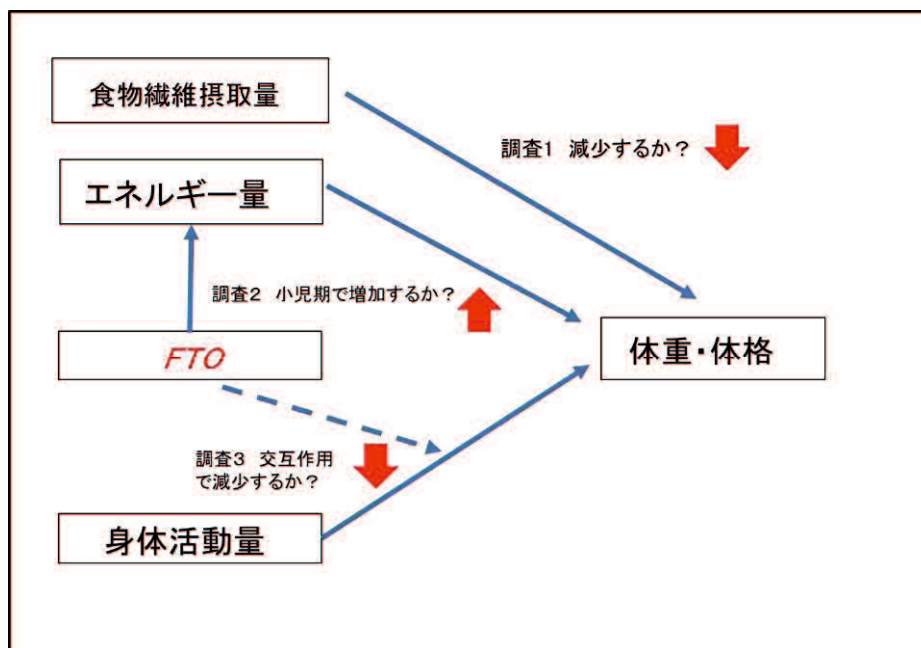 食物繊維摂取量
調査1 減少するか？
エネルギー量
調査2 小児期で増加するか？
体重・体格
FTO
調査3 交互作用
で減少するか？
身体活動量